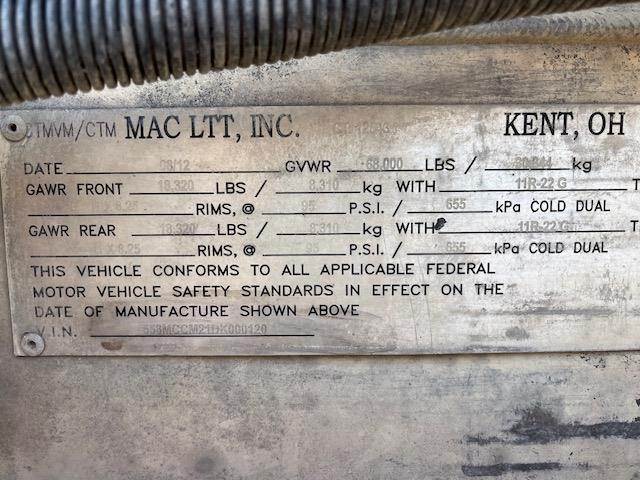 CTMVM/CTM MAC LTT, INC. KENT, OH
DATE 08/12 GVWR 68,000 LBS / kg
GAWR FRONT 18,320 LBS / 8,310 kg WITH 11R-22 G T
X 8.25 RIMS, @ 95 P.S.I. / 655 kPa COLD DUAL
GAWR REAR 18,320 LBS / 8,310 kg WITH 11R-22 G T
X 8.25 RIMS, @ 95 P.S.I. / 655 kPa COLD DUAL
THIS VEHICLE CONFORMS TO ALL APPLICABLE FEDERAL
MOTOR VEHICLE SAFETY STANDARDS IN EFFECT ON THE
DATE OF MANUFACTURE SHOWN ABOVE
V.I.N.